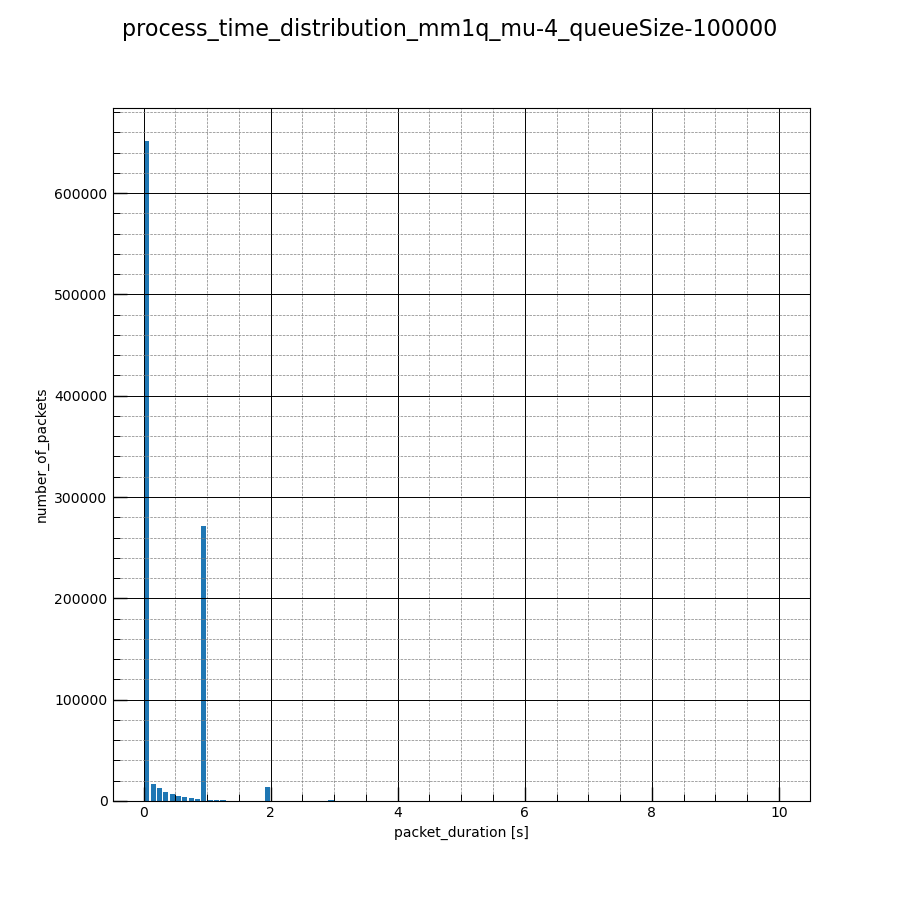 process_time_distribution_mm1q_mu-4_queueSize-100000
600000
500000
400000
300000
200000
100000
0
number_of_packets
0 2 4 6 8 10
packet_duration [s]